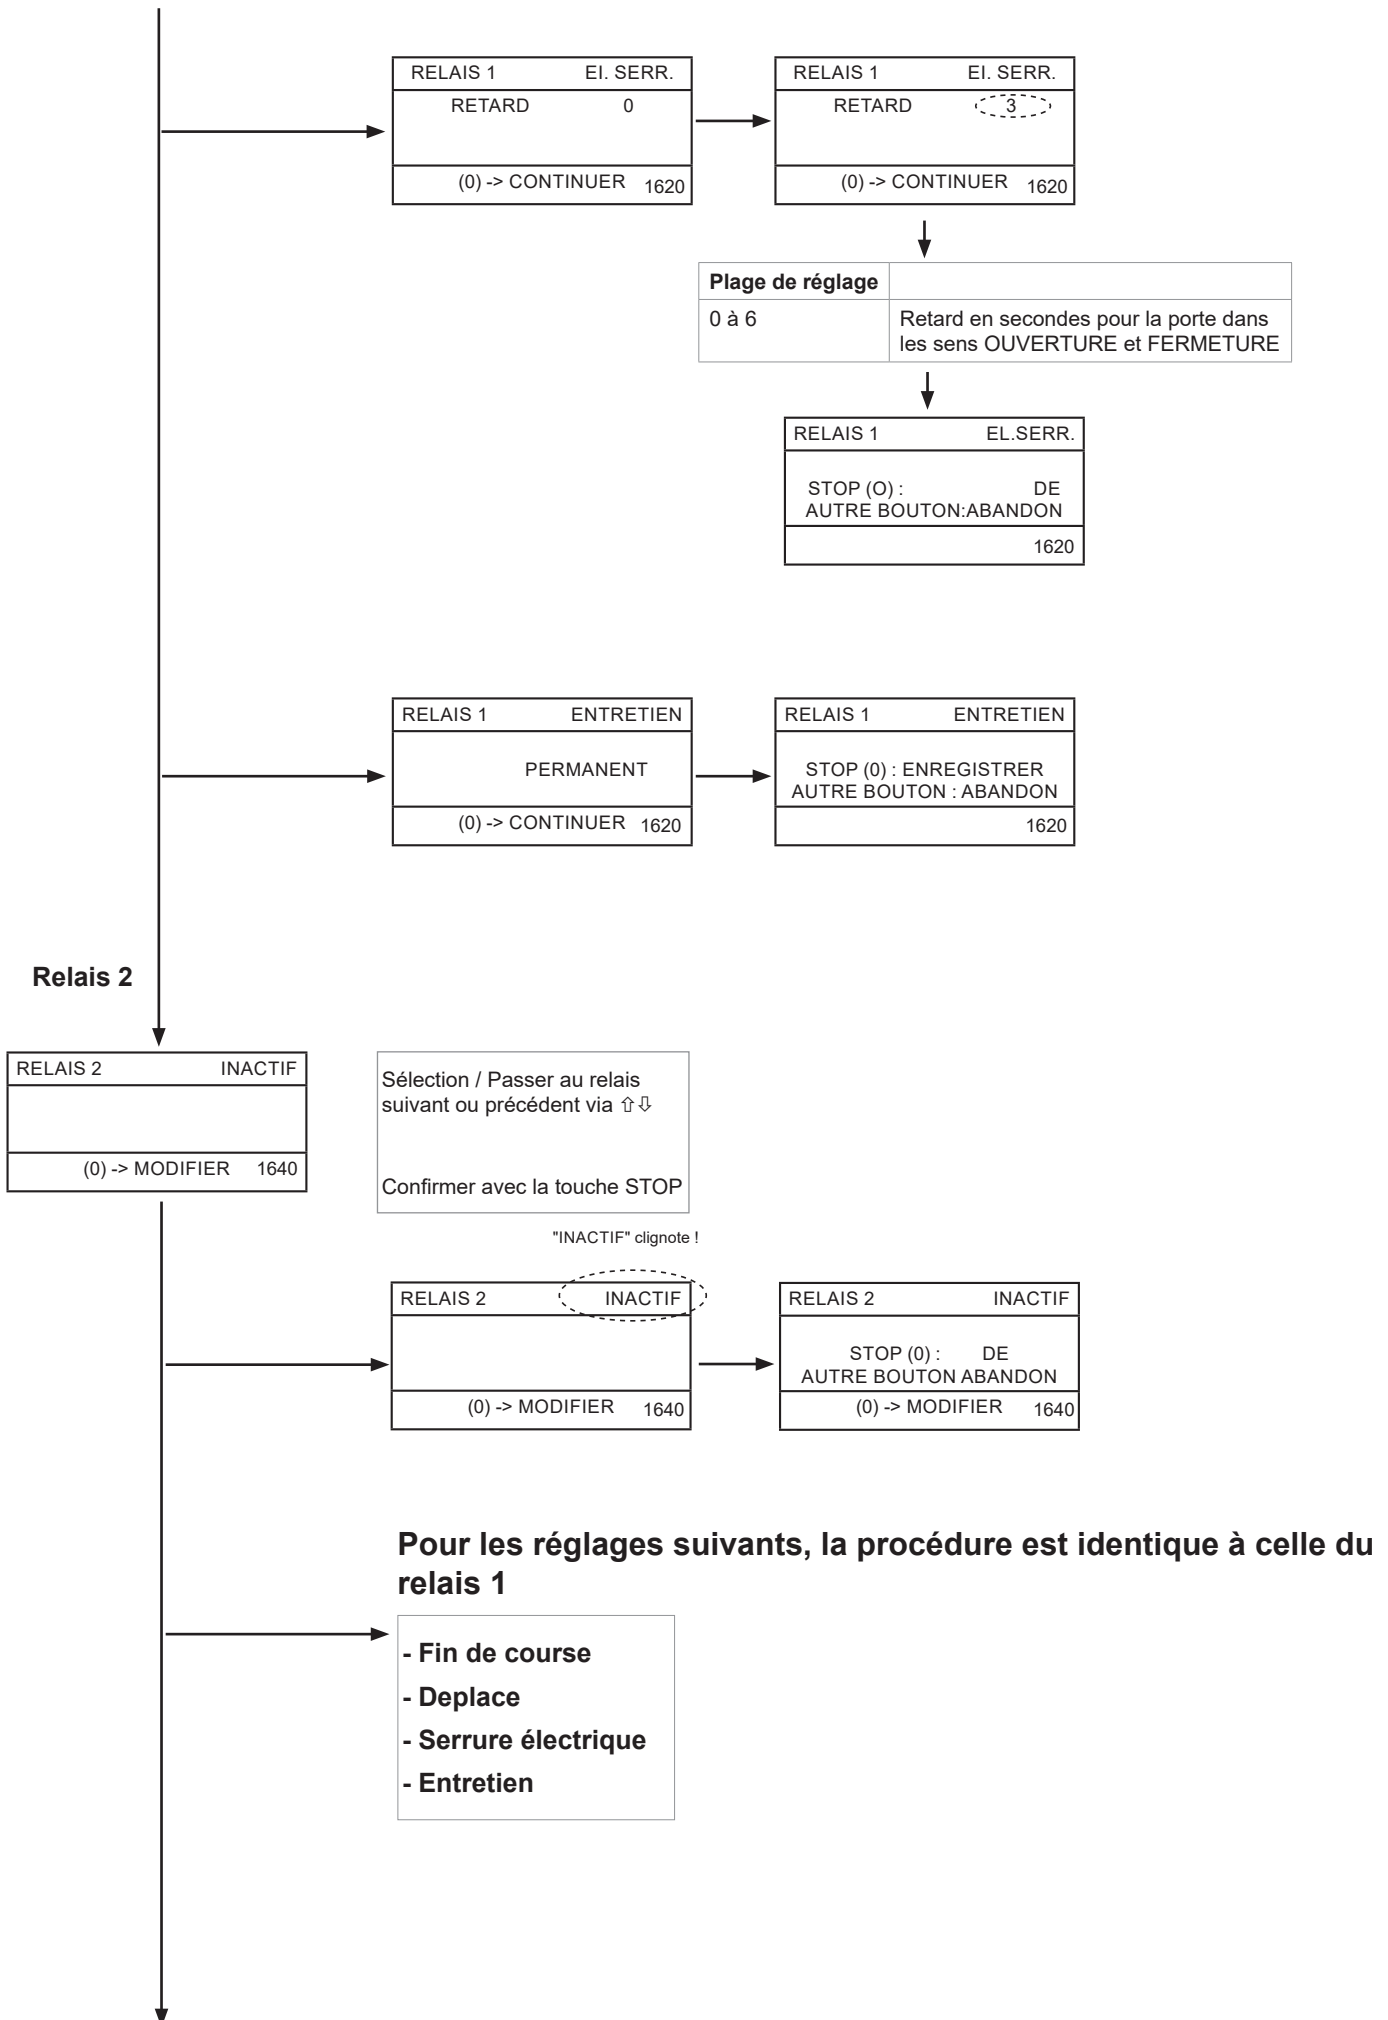 RELAIS 1 EI. SERR.
RETARD 0
(0) -> CONTINUER 1620
RELAIS 1 EI. SERR.
RETARD 3
(0) -> CONTINUER 1620
Plage de réglage
0 à 6 Retard en secondes pour la porte dans
les sens OUVERTURE et FERMETURE
RELAIS 1 EL.SERR.
STOP (O) : DE
AUTRE BOUTON:ABANDON
1620
RELAIS 1 ENTRETIEN
PERMANENT
(0) -> CONTINUER 1620
RELAIS 1 ENTRETIEN
STOP (0) : ENREGISTRER
AUTRE BOUTON : ABANDON
1620
Relais 2
RELAIS 2 INACTIF
(0) -> MODIFIER 1640
Sélection / Passer au relais
suivant ou précédent via ⇧⇩
Confirmer avec la touche STOP
"INACTIF" clignote !
RELAIS 2 INACTIF
(0) -> MODIFIER 1640
RELAIS 2 INACTIF
STOP (0) : DE
AUTRE BOUTON ABANDON
(0) -> MODIFIER 1640
Pour les réglages suivants, la procédure est identique à celle du
relais 1
- Fin de course
- Deplace
- Serrure électrique
- Entretien